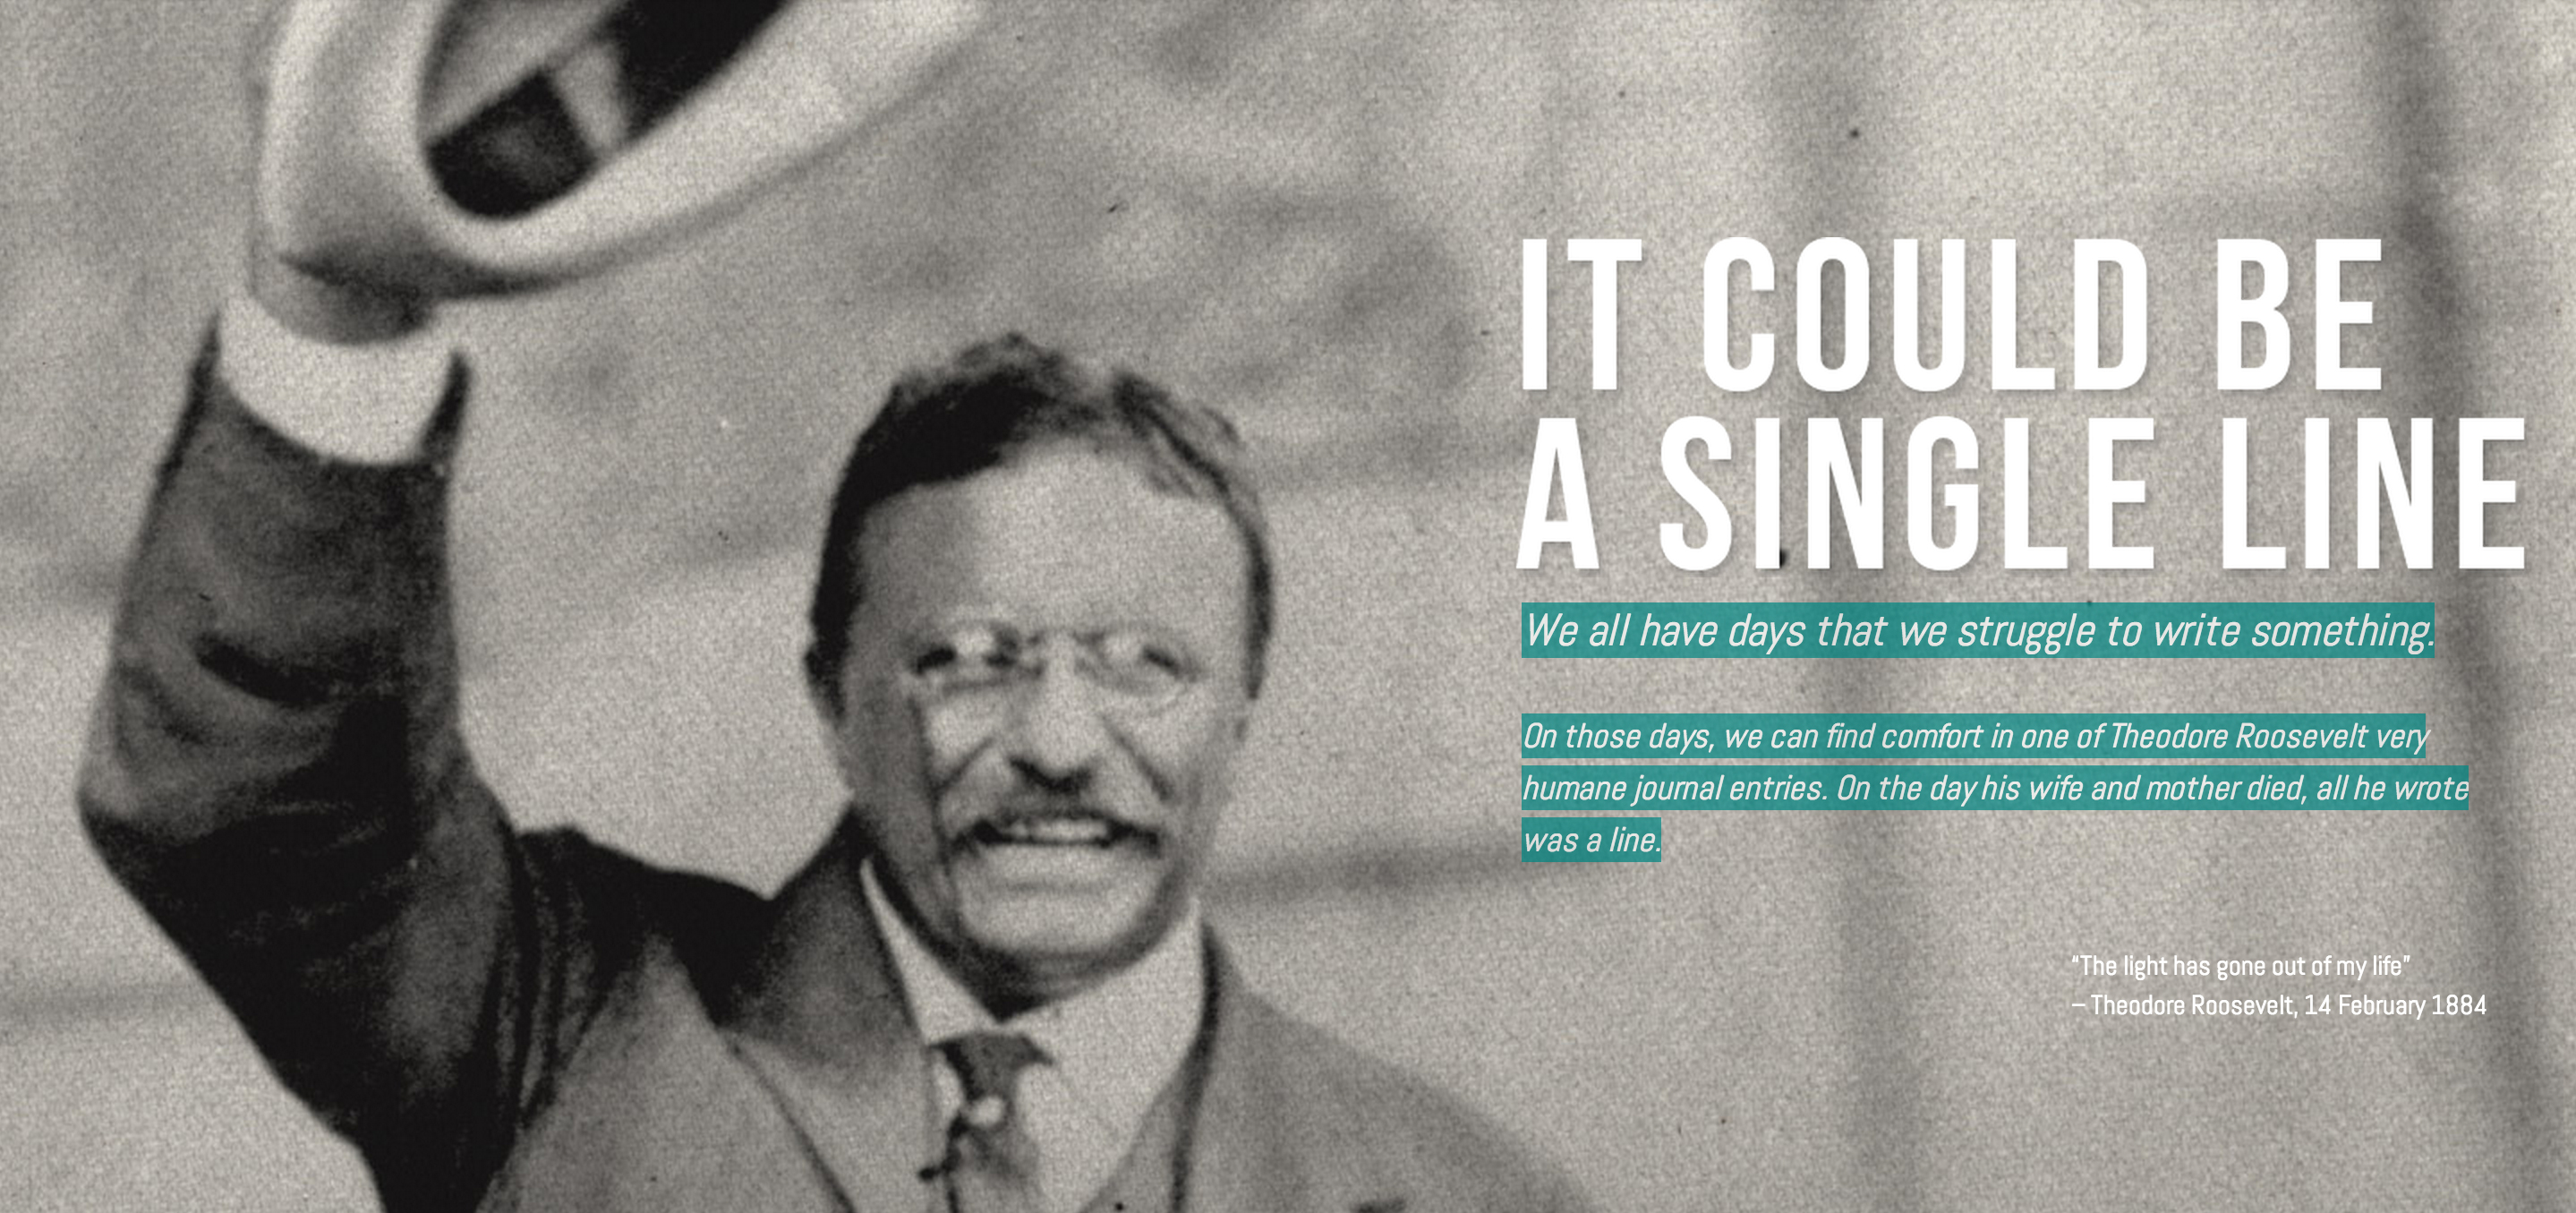 IT COULD BE
A SINGLE LINE
We all have days that we struggle to write something.
On those days, we can find comfort in one of Theodore Roosevelt very
humane journal entries. On the day his wife and mother died, all he wrote
was a line.
“The light has gone out of my life”
– Theodore Roosevelt, 14 February 1884